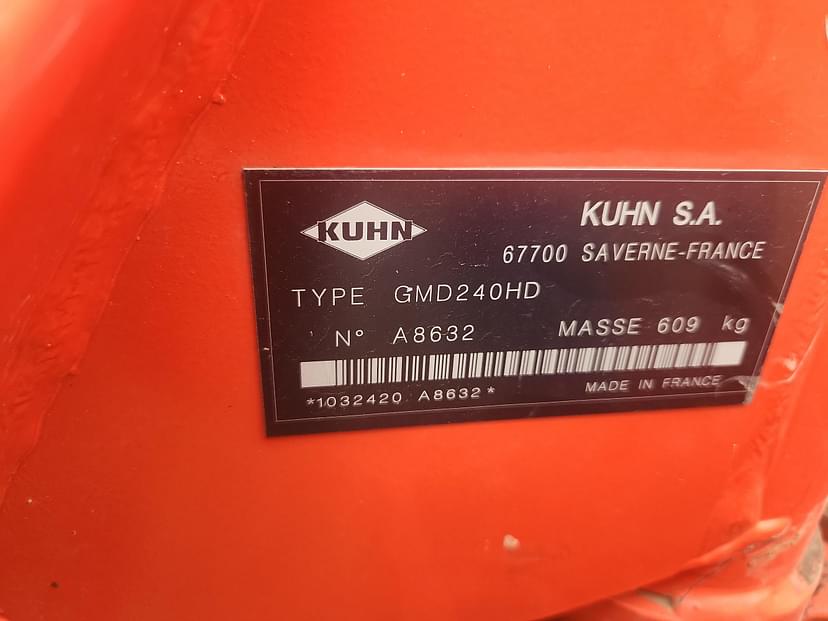 KUHN
KUHN S.A.
67700 SAVERNE-FRANCE
TYPE GMD240HD
N° A8632
MASSE 609 kg
*1032420 A8632*
MADE IN FRANCE